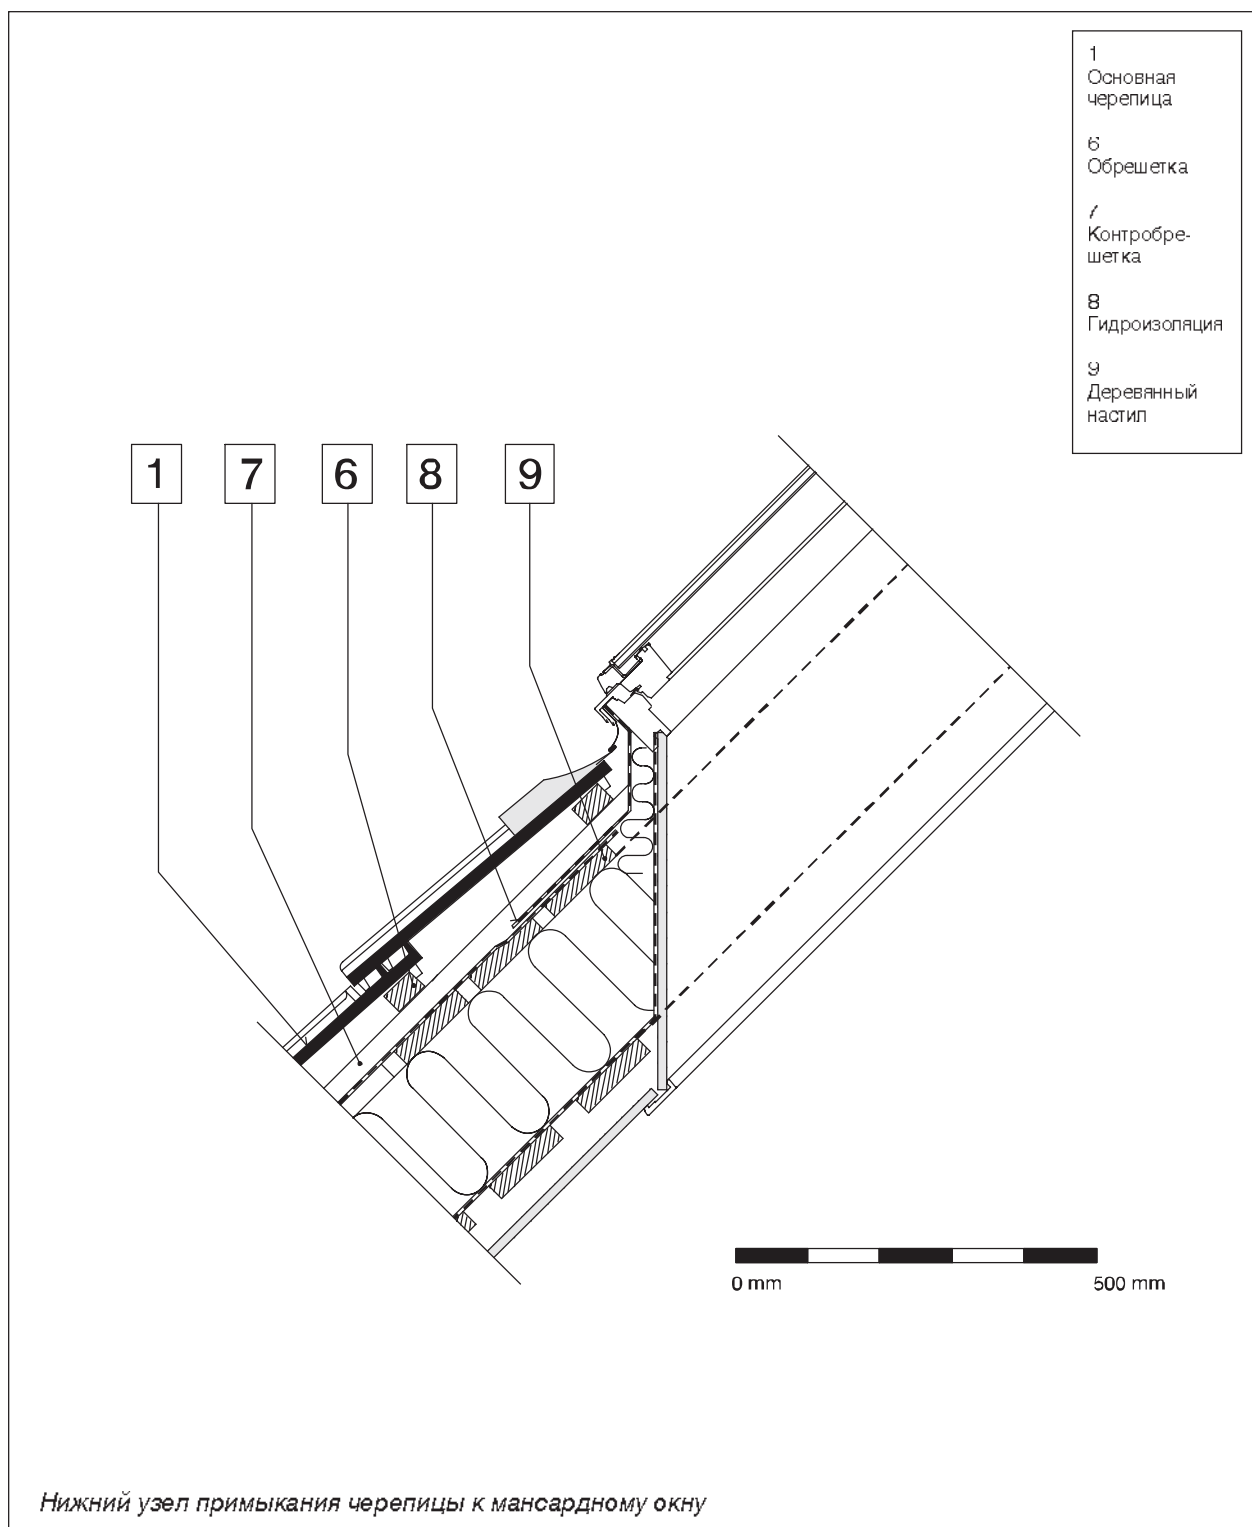 1
Основная
черепица
6
Обрешетка
7
Контробре-
шетка
8
Гидроизоляция
9
Деревянный
настил
1 7 6 8 9
0 mm 500 mm
Нижний узел примыкания черепицы к мансардному окну